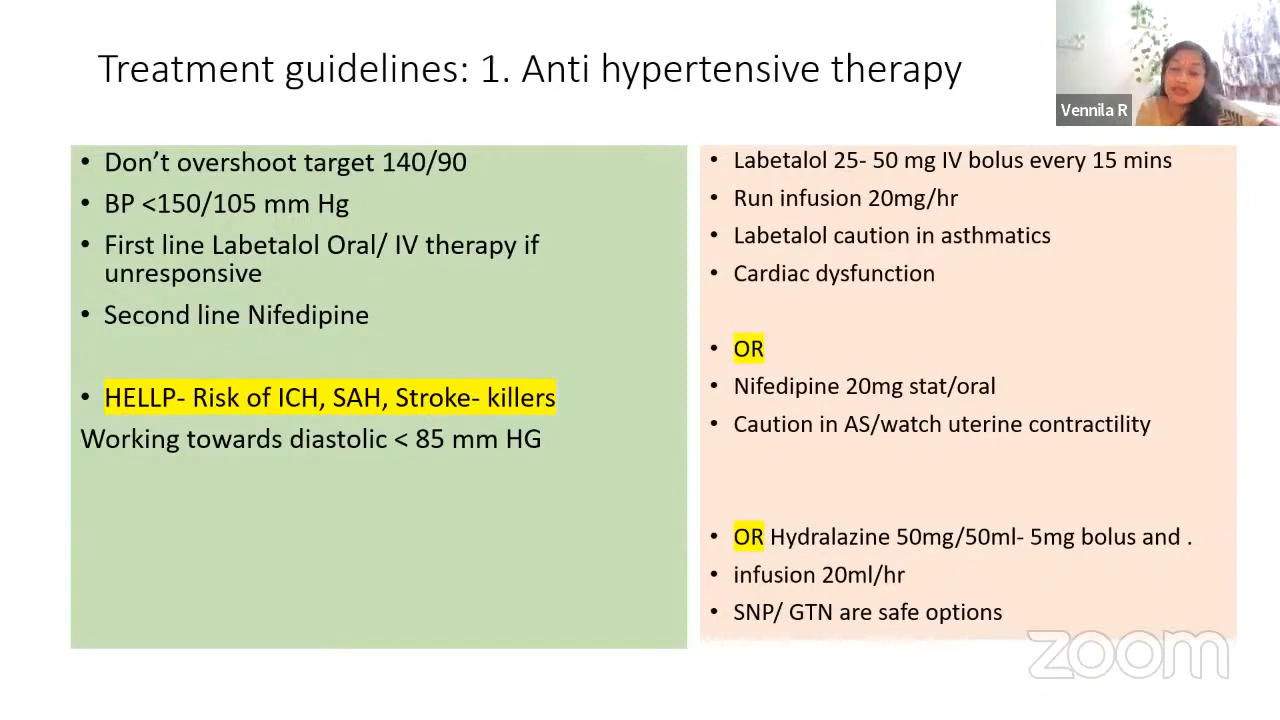 Treatment guidelines: 1. Anti hypertensive therapy
Vennila R
• Don’t overshoot target 140/90
• BP <150/105 mm Hg
• First line Labetalol Oral/ IV therapy if
unresponsive
• Second line Nifedipine
• HELLP- Risk of ICH, SAH, Stroke- killers
Working towards diastolic < 85 mm HG
• Labetalol 25- 50 mg IV bolus every 15 mins
• Run infusion 20mg/hr
• Labetalol caution in asthmatics
• Cardiac dysfunction
• OR
• Nifedipine 20mg stat/oral
• Caution in AS/watch uterine contractility
• OR Hydralazine 50mg/50ml- 5mg bolus and .
• infusion 20ml/hr
• SNP/ GTN are safe options
zoom